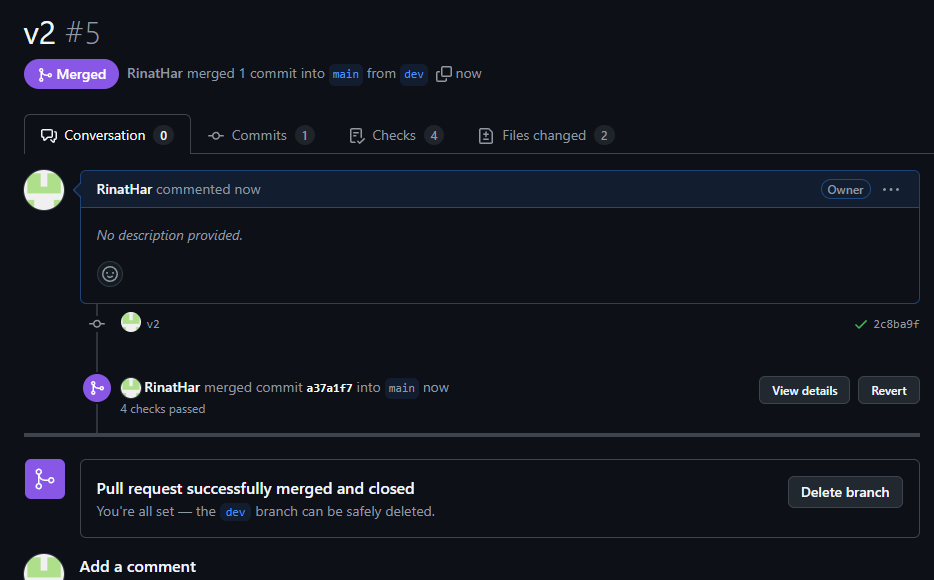 v2 #5
Merged RinatHar merged 1 commit into main from dev now
Conversation 0 Commits 1 Checks 4 Files changed 2
RinatHar commented now Owner ...
No description provided.
v2 2c8ba9f
RinatHar merged commit a37a1f7 into main now View details Revert
4 checks passed
Pull request successfully merged and closed
You're all set — the dev branch can be safely deleted. Delete branch
Add a comment